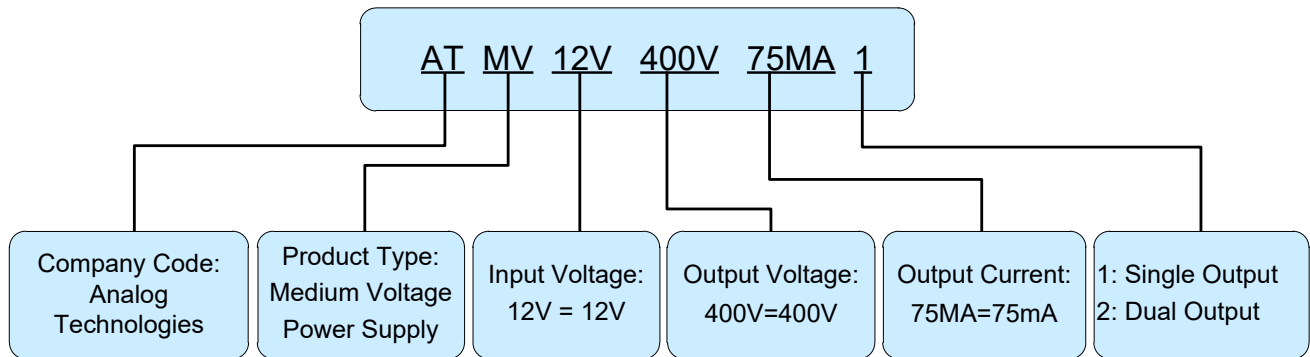 AT MV 12V 400V 75MA 1
Company Code:
Analog
Technologies
Product Type:
Medium Voltage
Power Supply
Input Voltage:
12V = 12V
Output Voltage:
400V=400V
Output Current:
75MA=75mA
1: Single Output
2: Dual Output